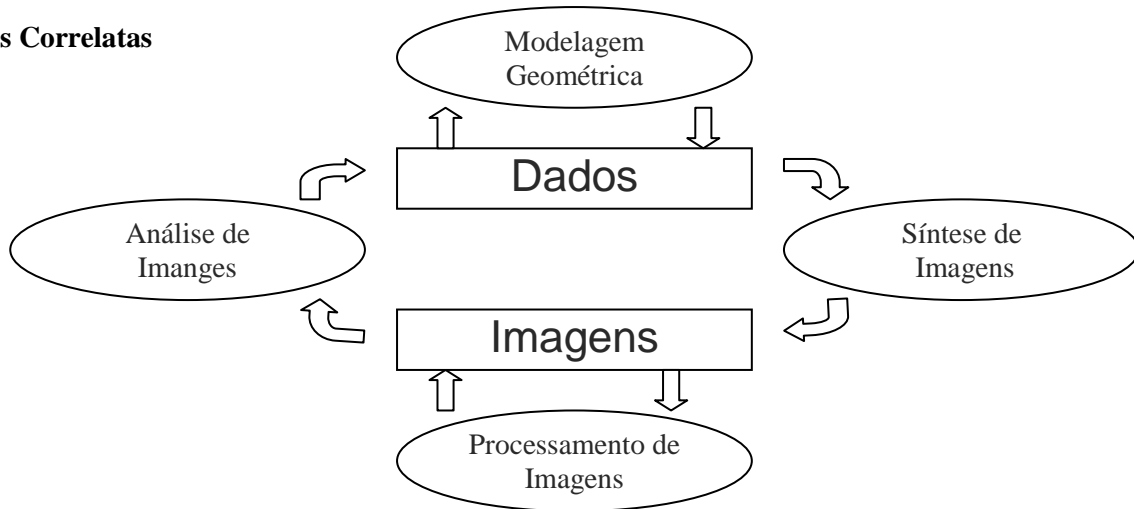 s Correlatas
Modelagem
Geométrica
Dados
Análise de
Imanges
Síntese de
Imagens
Imagens
Processamento de
Imagens